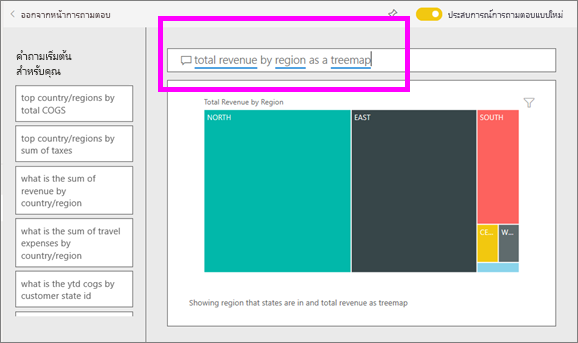 ออกจากหน้าการถามตอบ
ประสบการณ์การถามตอบแบบใหม่
คำถามเริ่มต้น
สำหรับคุณ
top country/regions by
total COGS
top country/regions by
sum of taxes
what is the sum of
revenue by
country/region
what is the sum of travel
expenses by
country/region
what is the ytd cogs by
customer state id
total revenue by region as a treemap
Total Revenue by Region
NORTH
EAST
SOUTH
CE...
W...
Showing region that states are in and total revenue as treemap